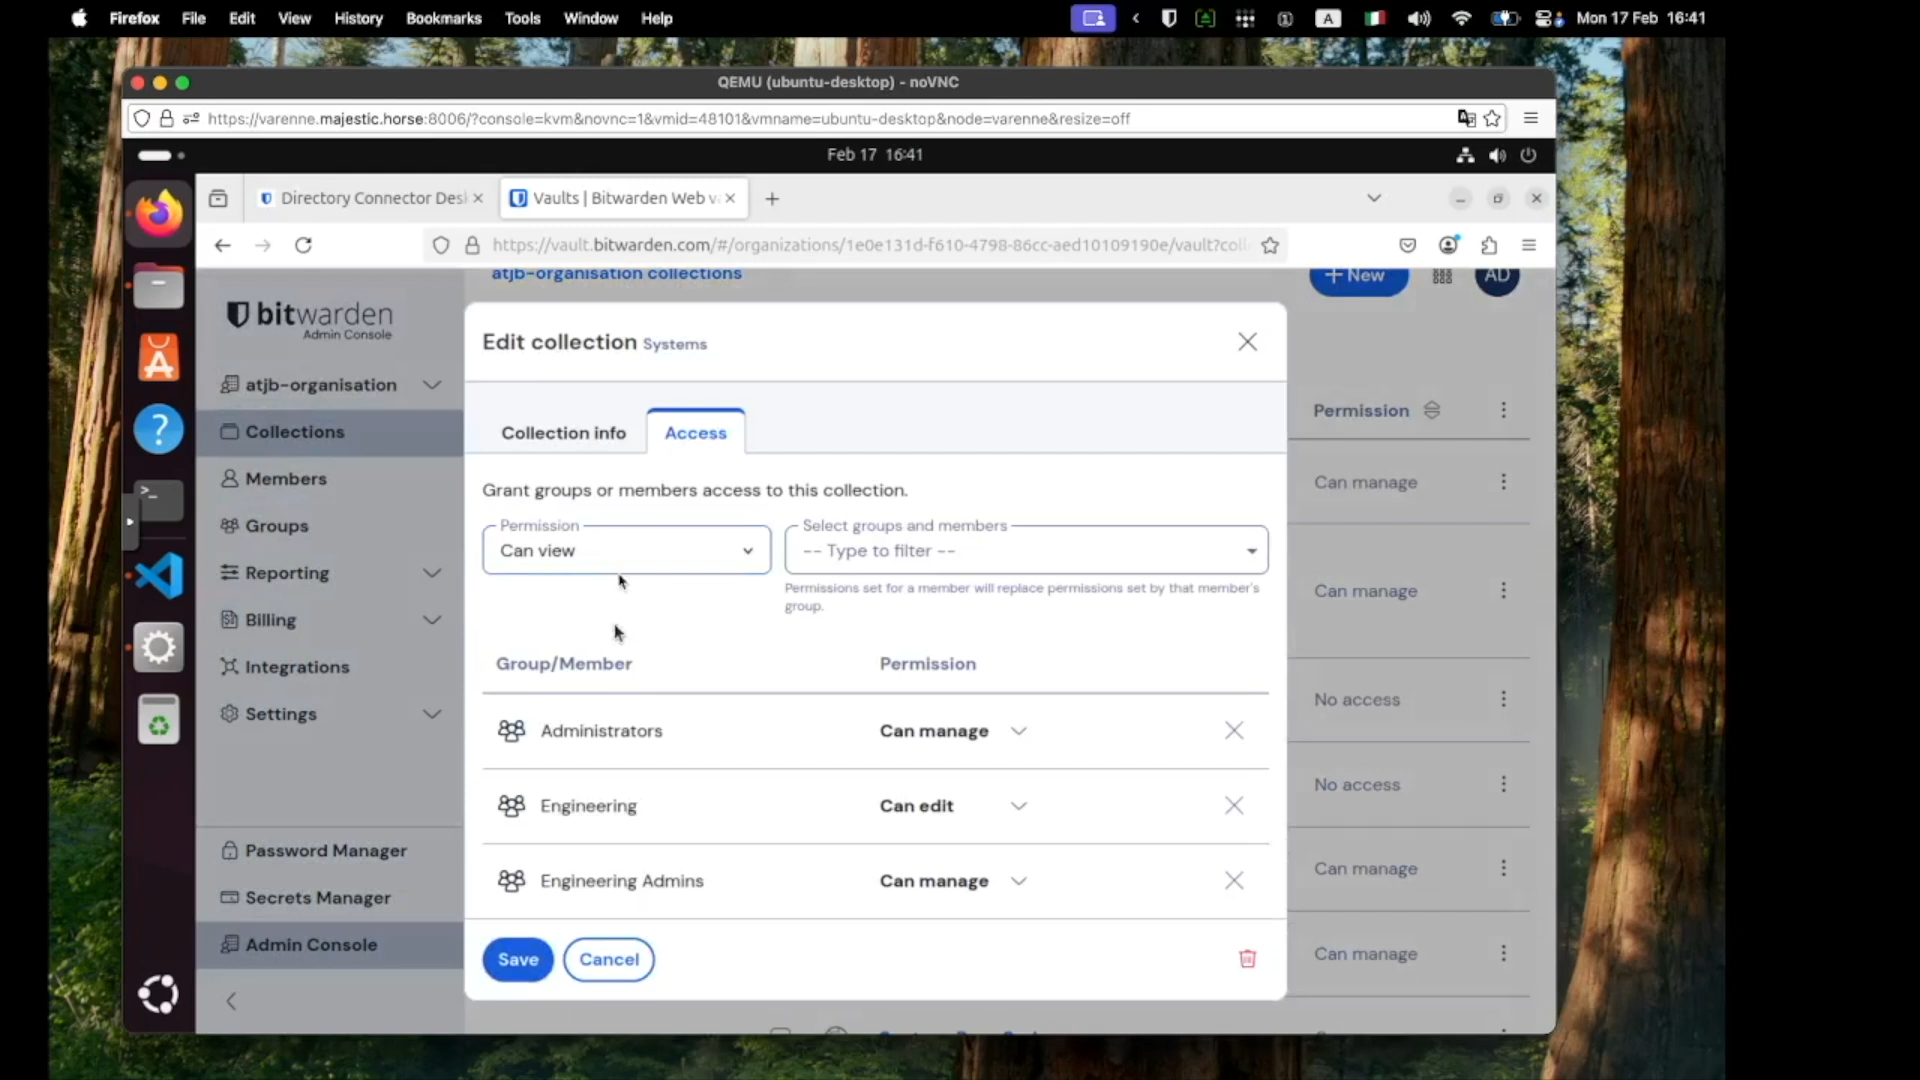 Firefox File Edit View History Bookmarks Tools Window Help
A
Mon 17 Feb 16:41
QEMU (ubuntu-desktop) - noVNC
https://varenne.majestic.horse:8006/?console=kvm&novnc=1&vmid=48101&vmname=ubuntu-desktop&node=varenne&resize=off
Feb 17 16:41
Directory Connector Des
Vaults | Bitwarden Web v
https://vault.bitwarden.com/#/organizations/1e0e131d-f610-4798-86cc-aed10109190e/vault?coll
atjb-organisation collections
New
AD
bitwarden
Admin Console
atjb-organisation
Collections
Members
Groups
Reporting
Billing
Integrations
Settings
Password Manager
Secrets Manager
Admin Console
Edit collection Systems
Collection info
Access
Grant groups or members access to this collection.
Permission
Can view
Select groups and members
-- Type to filter --
Permissions set for a member will replace permissions set by that member's
group.
Group/Member Permission
Administrators Can manage
Engineering Can edit
Engineering Admins Can manage
Save
Cancel
Permission
Can manage
Can manage
No access
No access
Can manage
Can manage